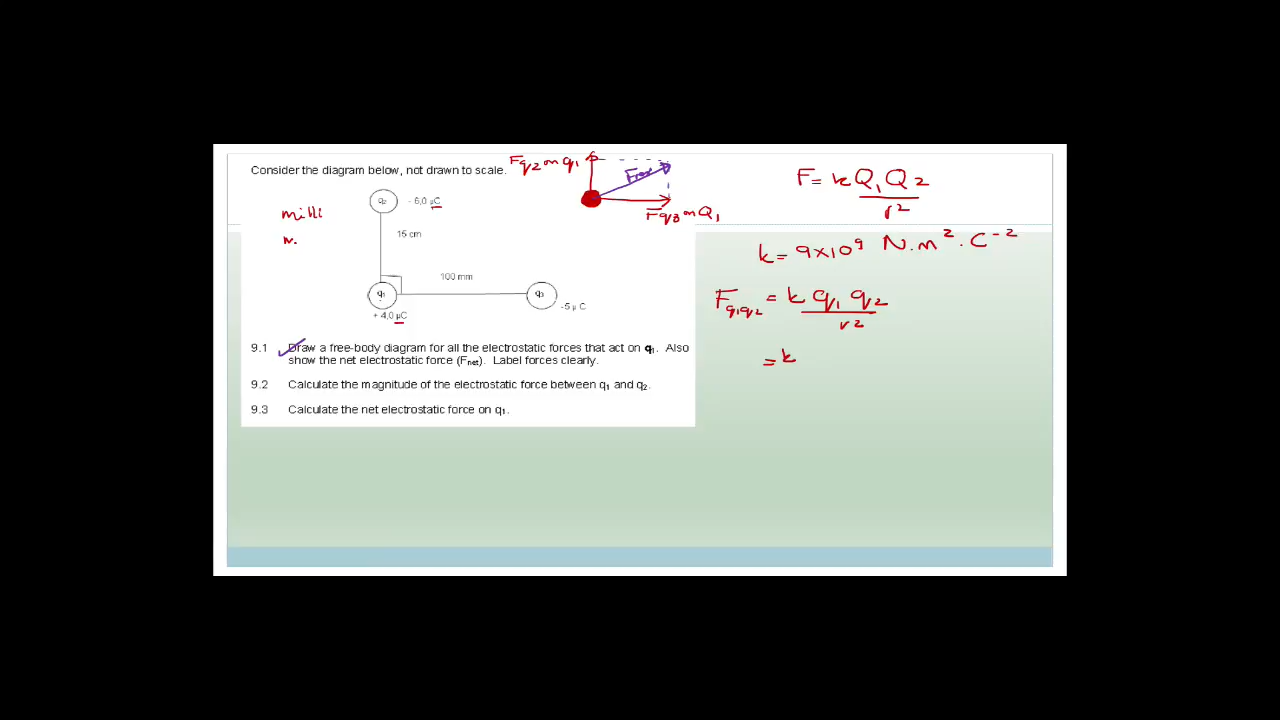 Consider the diagram below, not drawn to scale.
q2
- 6,0 µC
15 cm
100 mm
q1
+ 4,0 µC
q3
-5 µ C
milli
Fq2 on q1
Fnet
Fq3 on Q1
9.1 Draw a free-body diagram for all the electrostatic forces that act on q1. Also
show the net electrostatic force (Fnet). Label forces clearly.
9.2 Calculate the magnitude of the electrostatic force between q1 and q2.
9.3 Calculate the net electrostatic force on q1.
F = kQ1Q2
r²
k = 9×10⁹ N.m².C⁻²
Fq1q2 = k q1 q2
r²
= k